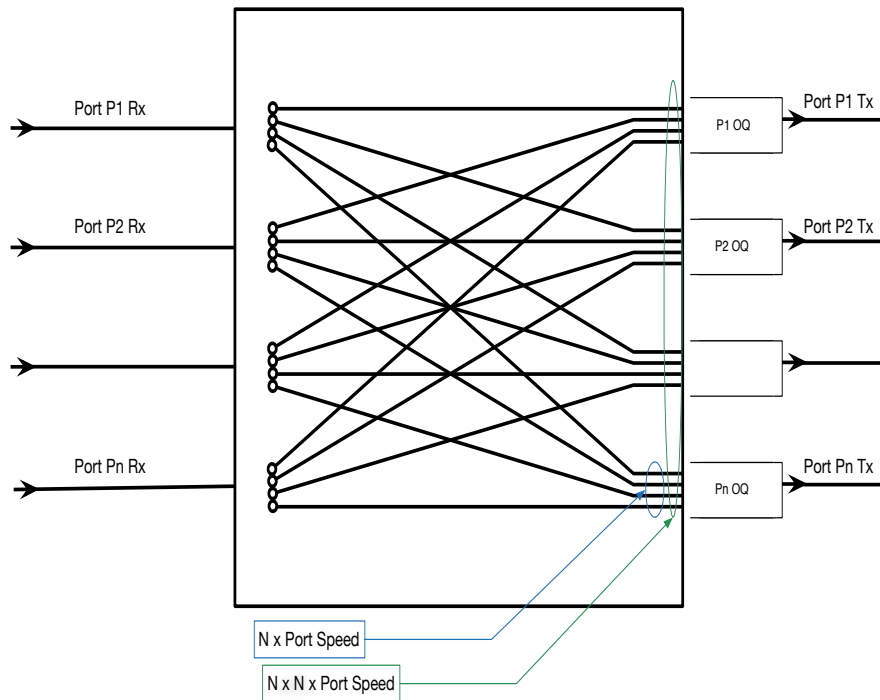 Port P1 Rx
P1 OQ
Port P1 Tx
Port P2 Rx
P2 OQ
Port P2 Tx
Port Pn Rx
Pn OQ
Port Pn Tx
N x Port Speed
N x N x Port Speed